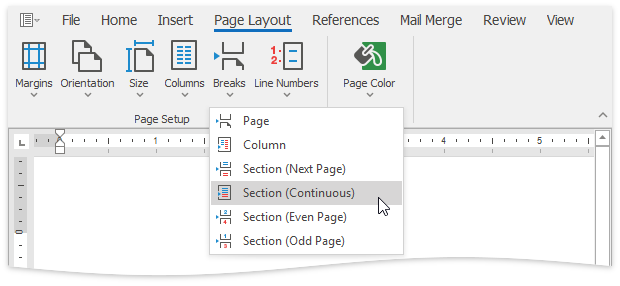 File Home Insert Page Layout References Mail Merge Review View
Margins Orientation Size Columns Breaks Line Numbers Page Color
Page Setup
Page
Column
Section (Next Page)
Section (Continuous)
Section (Even Page)
Section (Odd Page)
1 4 5